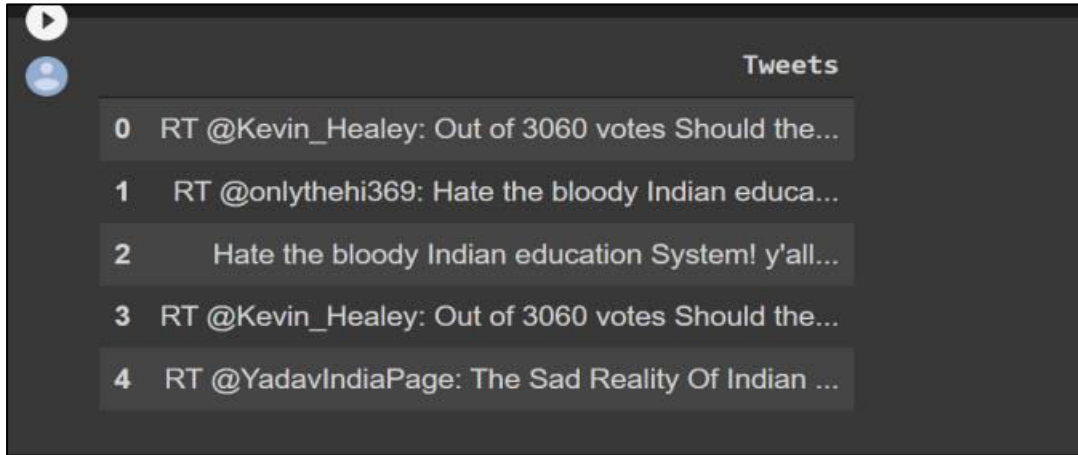 Tweets
0 RT @Kevin_Healey: Out of 3060 votes Should the...
1 RT @onlythehi369: Hate the bloody Indian educa...
2 Hate the bloody Indian education System! y'all...
3 RT @Kevin_Healey: Out of 3060 votes Should the...
4 RT @YadavIndiaPage: The Sad Reality Of Indian ...